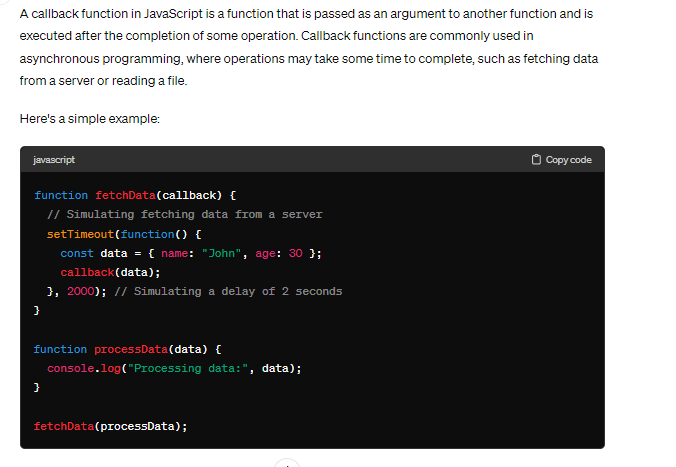 A callback function in JavaScript is a function that is passed as an argument to another function and is
executed after the completion of some operation. Callback functions are commonly used in
asynchronous programming, where operations may take some time to complete, such as fetching data
from a server or reading a file.
Here's a simple example:
javascript
Copy code
function fetchData(callback) {
  // Simulating fetching data from a server
  setTimeout(function() {
    const data = { name: "John", age: 30 };
    callback(data);
  }, 2000); // Simulating a delay of 2 seconds
}
function processData(data) {
  console.log("Processing data:", data);
}
fetchData(processData);